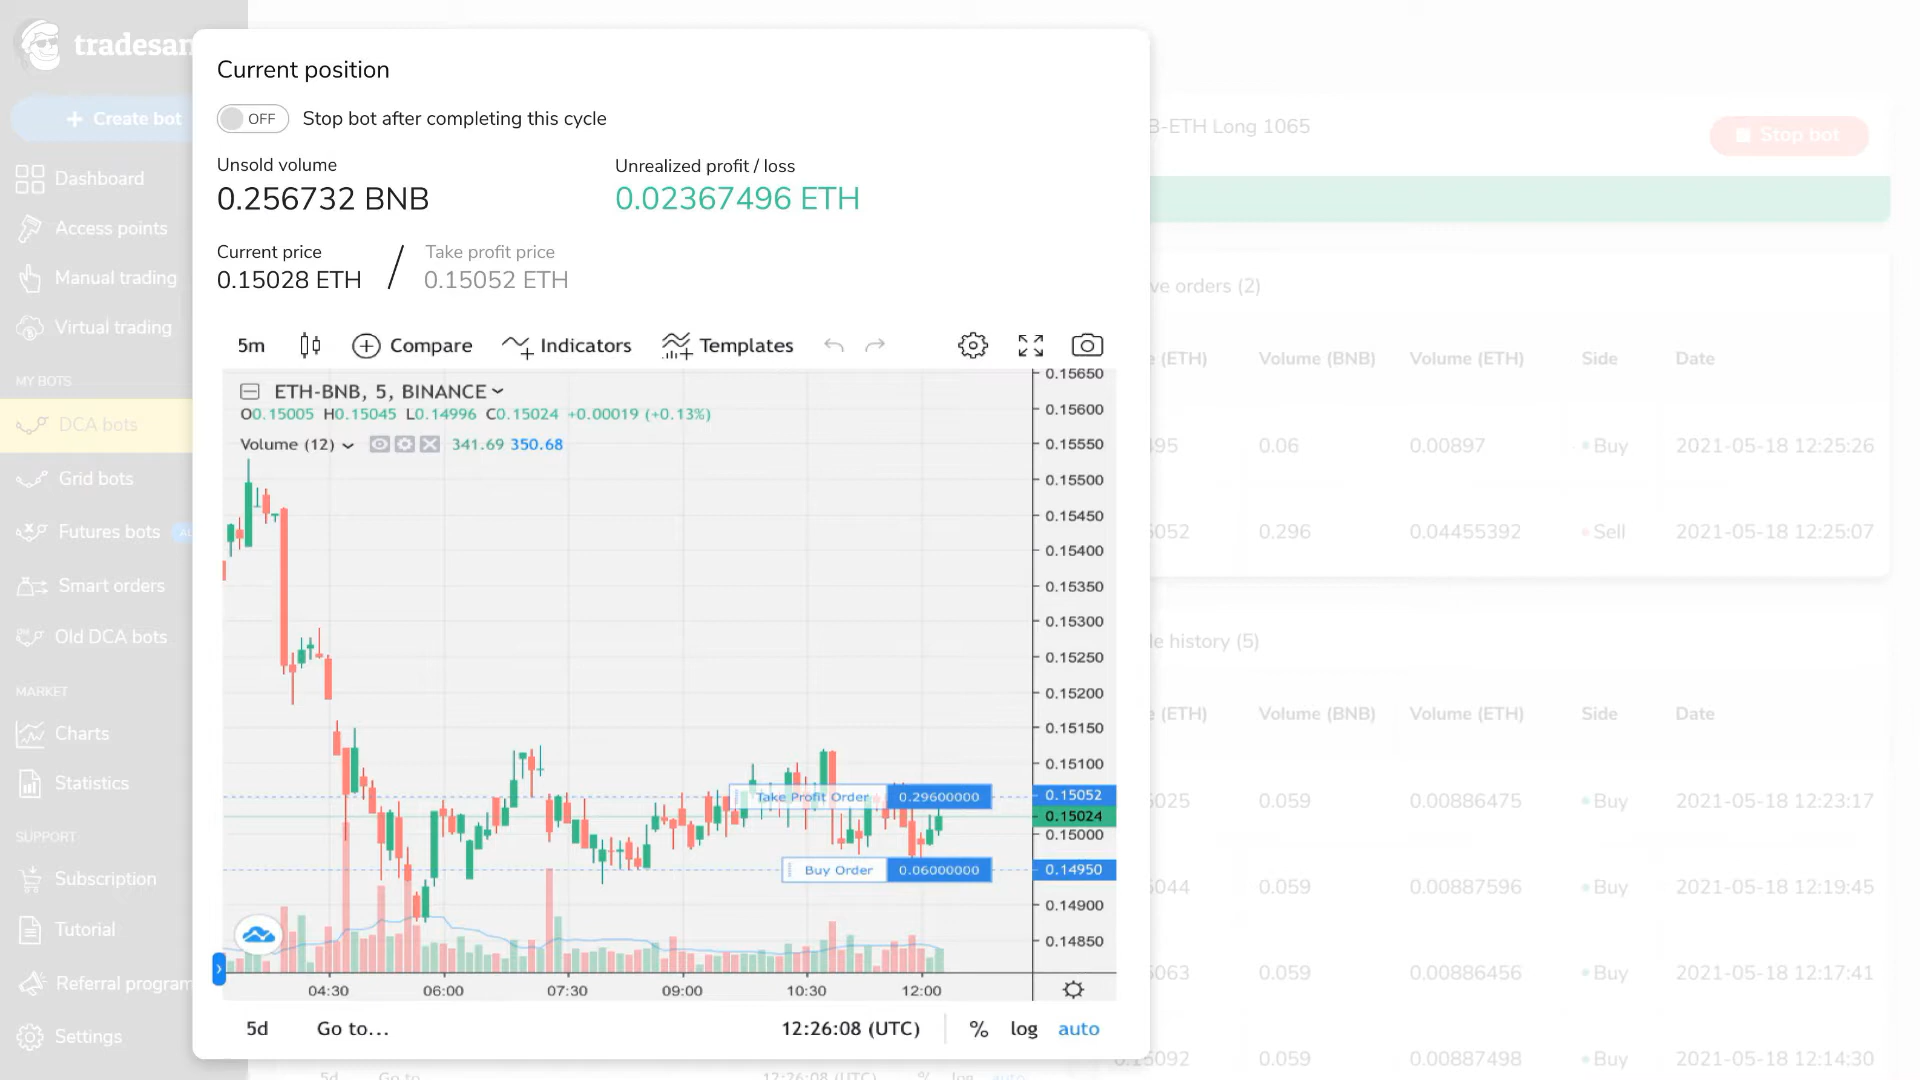 tradesan
Create bot
Dashboard
Access points
Manual trading
Virtual trading
MY BOTS
DCA bots
Grid bots
Futures bots
Smart orders
Old DCA bots
MARKET
Charts
Statistics
SUPPORT
Subscription
Tutorial
Referral program
Settings
Current position
OFF Stop bot after completing this cycle
Unsold volume
0.256732 BNB
Unrealized profit / loss
0.02367496 ETH
Current price
0.15028 ETH
/
Take profit price
0.15052 ETH
5m Compare Indicators Templates
ETH-BNB, 5, BINANCE
O0.15005 H0.15045 L0.14996 C0.15024 +0.00019 (+0.13%)
Volume (12) 341.69 350.68
0.15650
0.15600
0.15550
0.15500
0.15450
0.15400
0.15350
0.15300
0.15250
0.15200
0.15150
0.15100
Take Profit Order 0.29600000 0.15052
0.15024
0.15000
Buy Order 0.06000000 0.14950
0.14900
0.14850
04:30 06:00 07:30 09:00 10:30 12:00
5d Go to... 12:26:08 (UTC) % log auto
B-ETH Long 1065
Stop bot
ve orders (2)
e (ETH) Volume (BNB) Volume (ETH) Side Date
495 0.06 0.00897 Buy 2021-05-18 12:25:26
5052 0.296 0.04455392 Sell 2021-05-18 12:25:07
le history (5)
e (ETH) Volume (BNB) Volume (ETH) Side Date
5025 0.059 0.00886475 Buy 2021-05-18 12:23:17
5044 0.059 0.00887596 Buy 2021-05-18 12:19:45
5063 0.059 0.00886456 Buy 2021-05-18 12:17:41
0.15092 0.059 0.00887498 Buy 2021-05-18 12:14:30